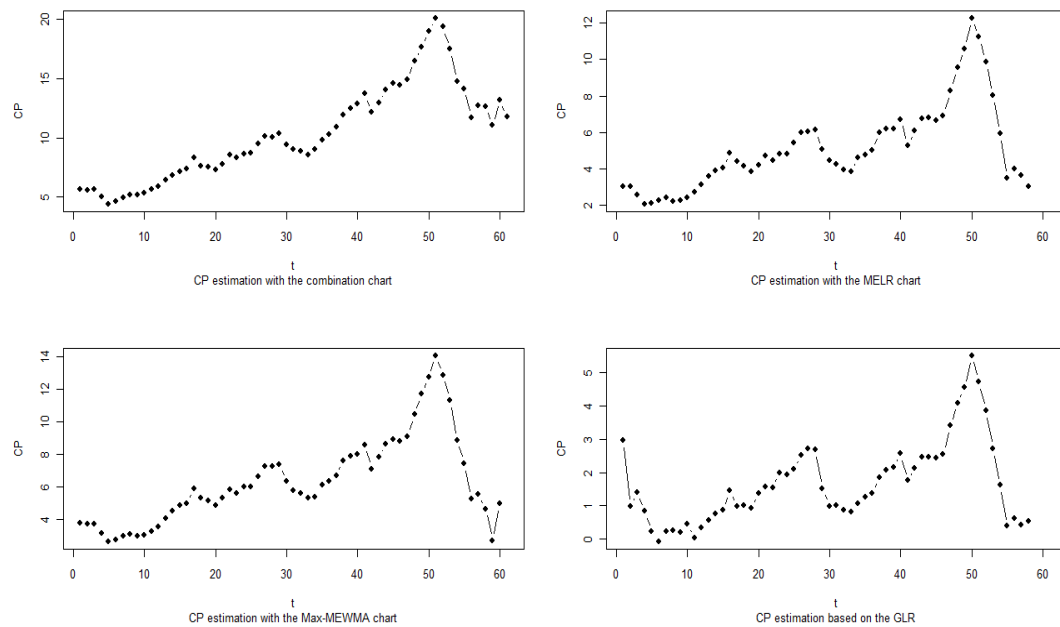 20
15
10
5
CP
0 10 20 30 40 50 60
t
CP estimation with the combination chart
12
10
8
6
4
2
CP
0 10 20 30 40 50 60
t
CP estimation with the MELR chart
14
12
10
8
6
4
CP
0 10 20 30 40 50 60
t
CP estimation with the Max-MEWMA chart
5
4
3
2
1
0
CP
0 10 20 30 40 50 60
t
CP estimation based on the GLR